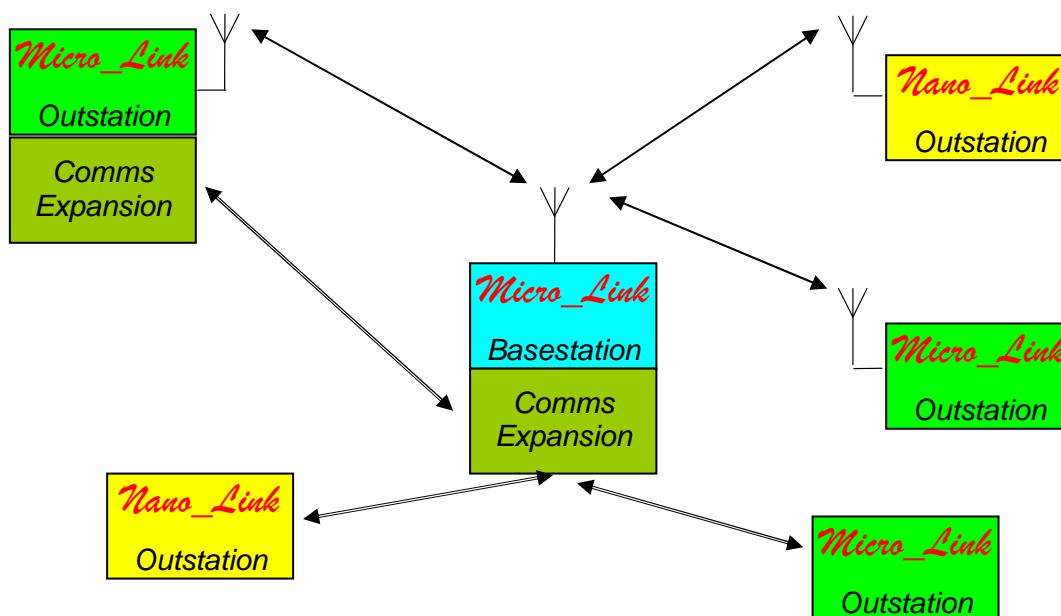 Micro_Link
Outstation
Comms
Expansion
Nano_Link
Outstation
Micro_Link
Basestation
Comms
Expansion
Micro_Link
Outstation
Nano_Link
Outstation
Micro_Link
Outstation